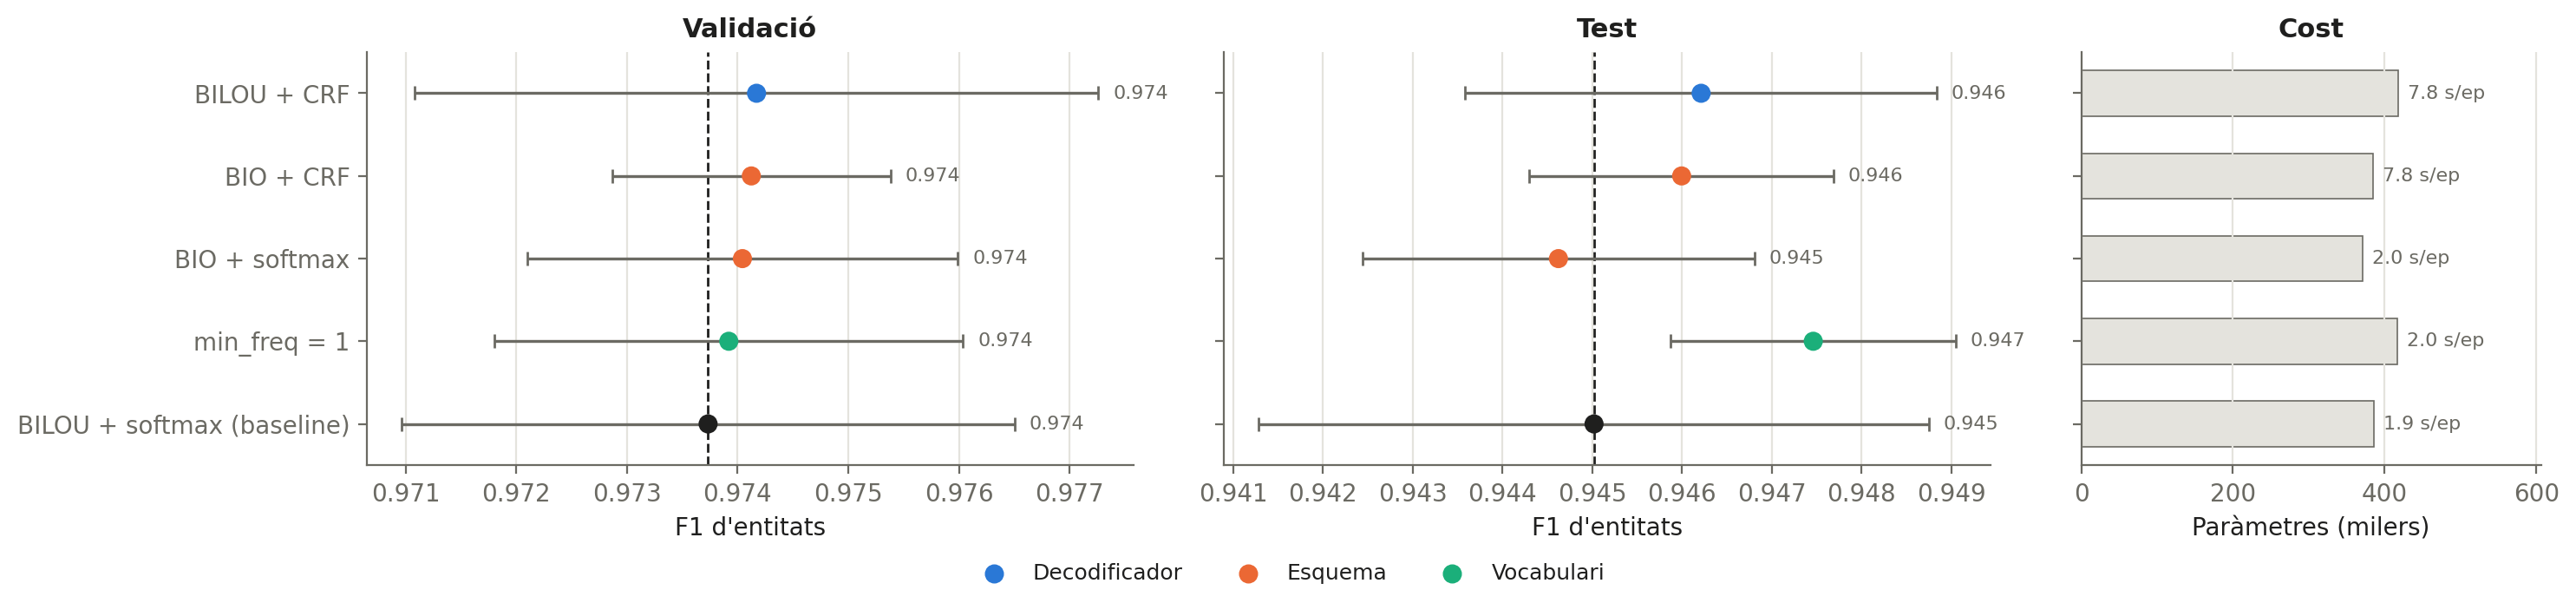 Validació
Test
Cost
BILOU + CRF
0.974
0.946
7.8 s/ep
BIO + CRF
0.974
0.946
7.8 s/ep
BIO + softmax
0.974
0.945
2.0 s/ep
min_freq = 1
0.974
0.947
2.0 s/ep
BILOU + softmax (baseline)
0.974
0.945
1.9 s/ep
0.971 0.972 0.973 0.974 0.975 0.976 0.977
0.941 0.942 0.943 0.944 0.945 0.946 0.947 0.948 0.949
0 200 400 600
F1 d'entitats
F1 d'entitats
Paràmetres (milers)
Decodificador
Esquema
Vocabulari